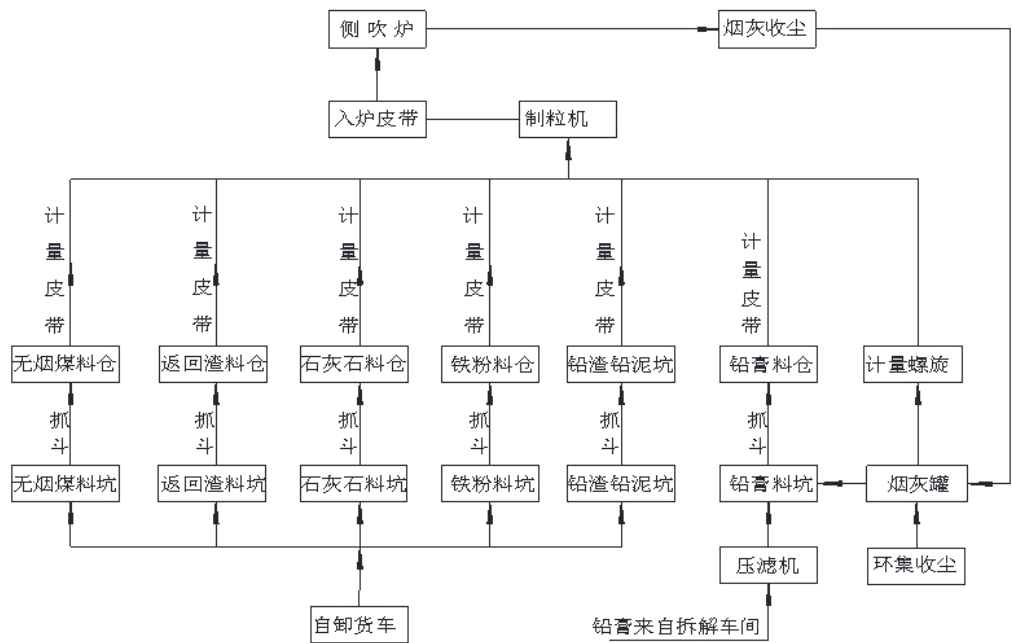 侧吹炉
烟灰收尘
入炉皮带
制粒机
计量皮带
计量皮带
计量皮带
计量皮带
计量皮带
计量皮带
无烟煤料仓
返回渣料仓
石灰石料仓
铁粉料仓
铅渣铅泥坑
铅膏料仓
计量螺旋
抓斗
抓斗
抓斗
抓斗
抓斗
抓斗
无烟煤料坑
返回渣料坑
石灰石料坑
铁粉料坑
铅渣铅泥坑
铅膏料坑
烟灰罐
压滤机
环集收尘
自卸货车
铅膏来自拆解车间